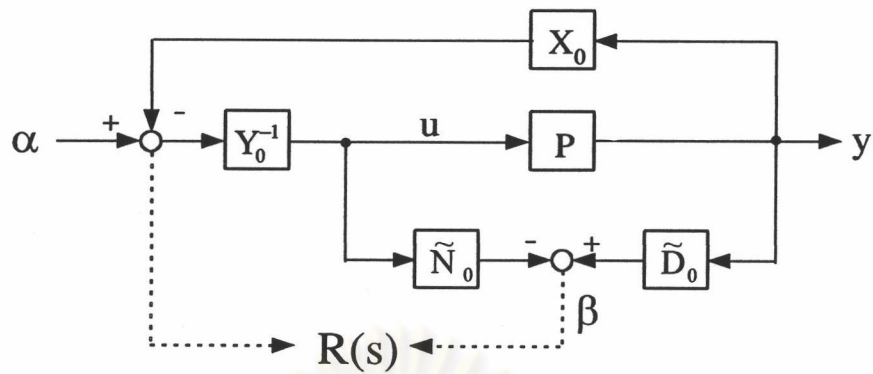 X₀
α + - Y₀⁻¹ u P y
Ñ₀ - + D̃₀
β
R(s)